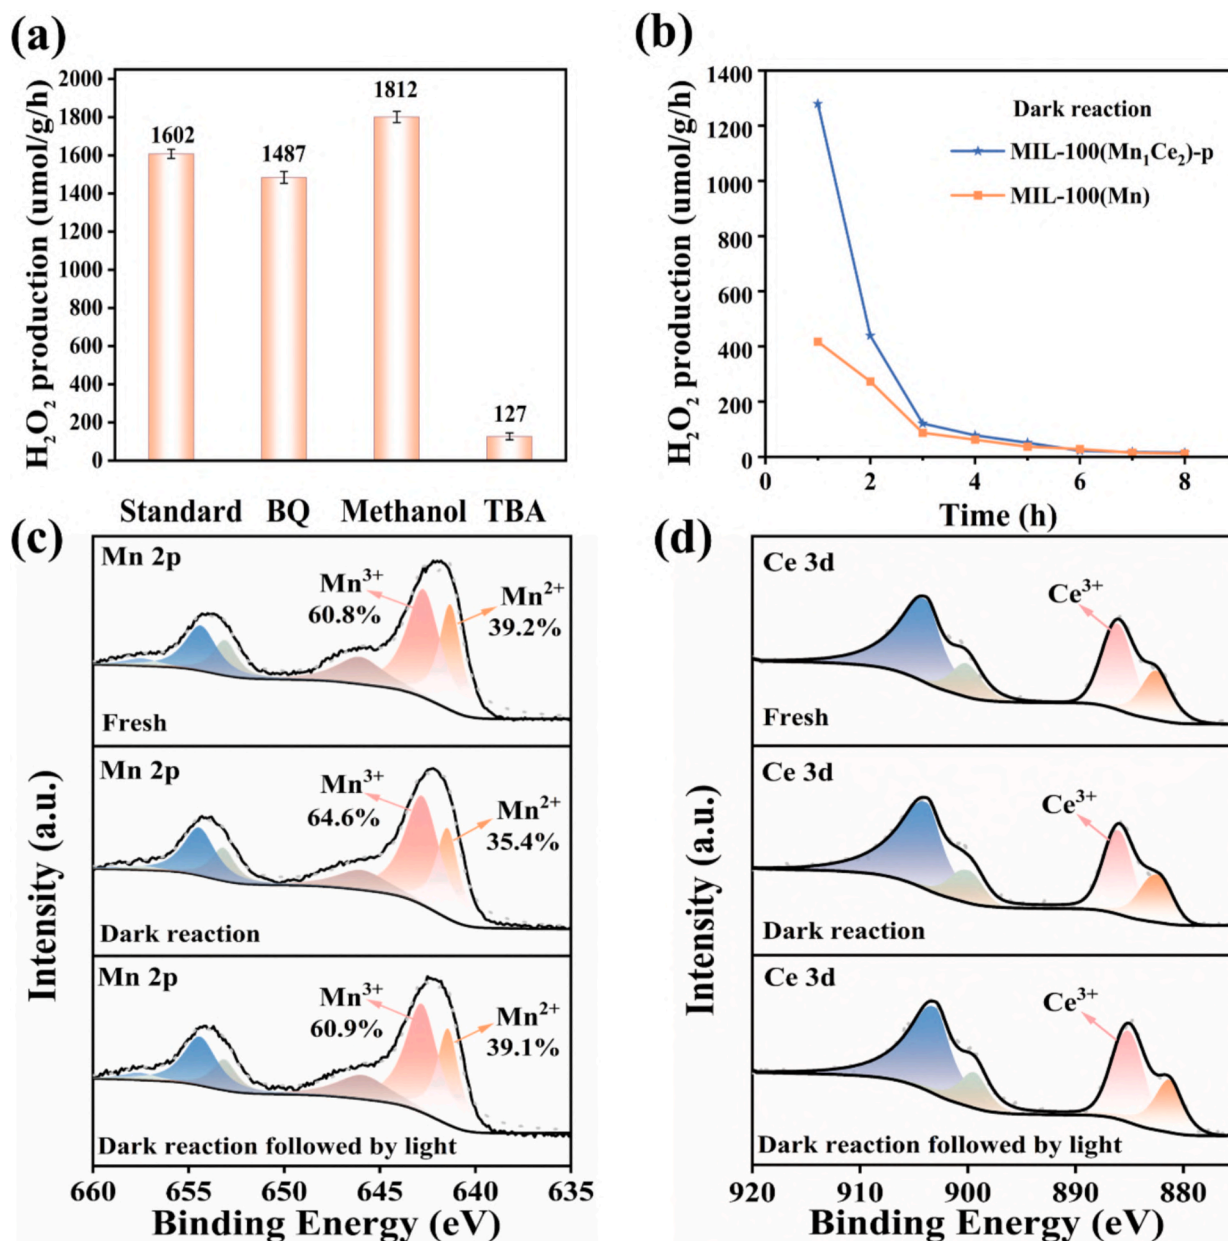 (a)
H₂O₂ production (umol/g/h)
2000
1800
1600
1400
1200
1000
800
600
400
200
0
1602
1487
1812
127
Standard BQ Methanol TBA
(b)
H₂O₂ production (umol/g/h)
1400
1200
1000
800
600
400
200
0
Dark reaction
MIL-100(Mn₁Ce₂)-p
MIL-100(Mn)
0 2 4 6 8
Time (h)
(c)
Intensity (a.u.)
Mn 2p
Mn³⁺
60.8%
Mn²⁺
39.2%
Fresh
Mn 2p
Mn³⁺
64.6%
Mn²⁺
35.4%
Dark reaction
Mn 2p
Mn³⁺
60.9%
Mn²⁺
39.1%
Dark reaction followed by light
660 655 650 645 640 635
Binding Energy (eV)
(d)
Intensity (a.u.)
Ce 3d
Ce³⁺
Fresh
Ce 3d
Ce³⁺
Dark reaction
Ce 3d
Ce³⁺
Dark reaction followed by light
920 910 900 890 880
Binding Energy (eV)